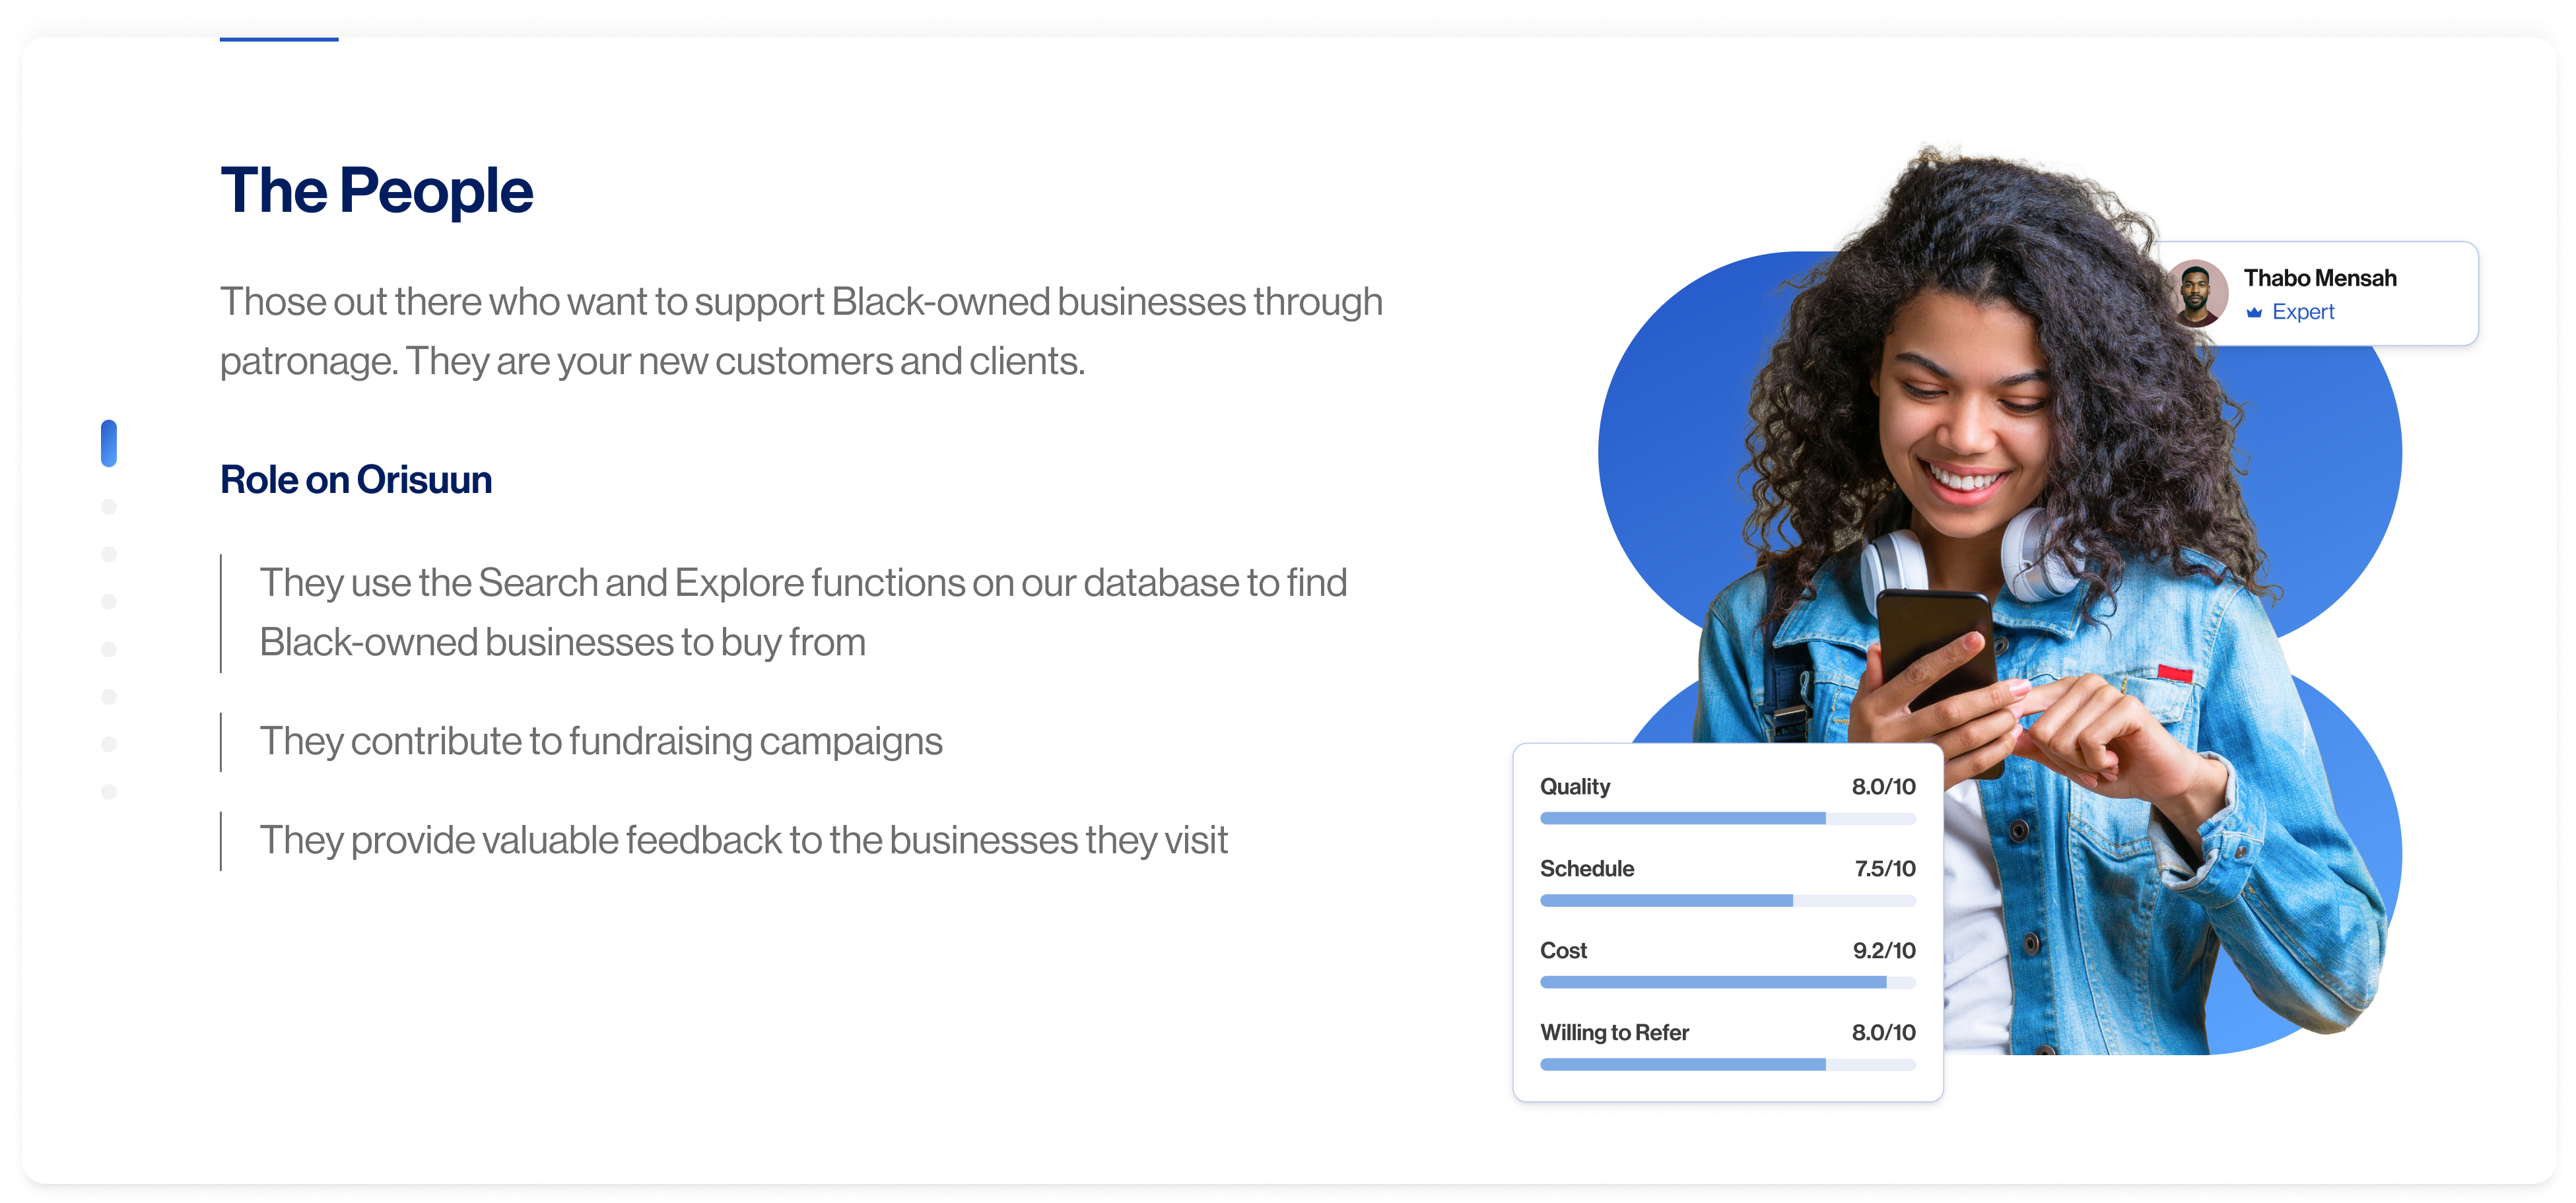 The People
Those out there who want to support Black-owned businesses through
patronage. They are your new customers and clients.
Role on Orisuun
They use the Search and Explore functions on our database to find
Black-owned businesses to buy from
They contribute to fundraising campaigns
They provide valuable feedback to the businesses they visit
Thabo Mensah
Expert
Quality 8.0/10
Schedule 7.5/10
Cost 9.2/10
Willing to Refer 8.0/10